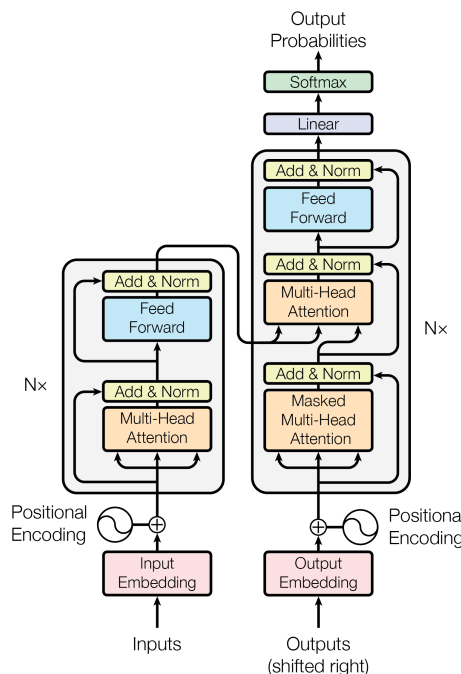 Output
Probabilities
Softmax
Linear
Add & Norm
Feed
Forward
Add & Norm
Multi-Head
Attention
Add & Norm
Masked
Multi-Head
Attention
N×
Add & Norm
Feed
Forward
Add & Norm
Multi-Head
Attention
N×
Positional
Encoding
Positional
Encoding
Input
Embedding
Output
Embedding
Inputs
Outputs
(shifted right)